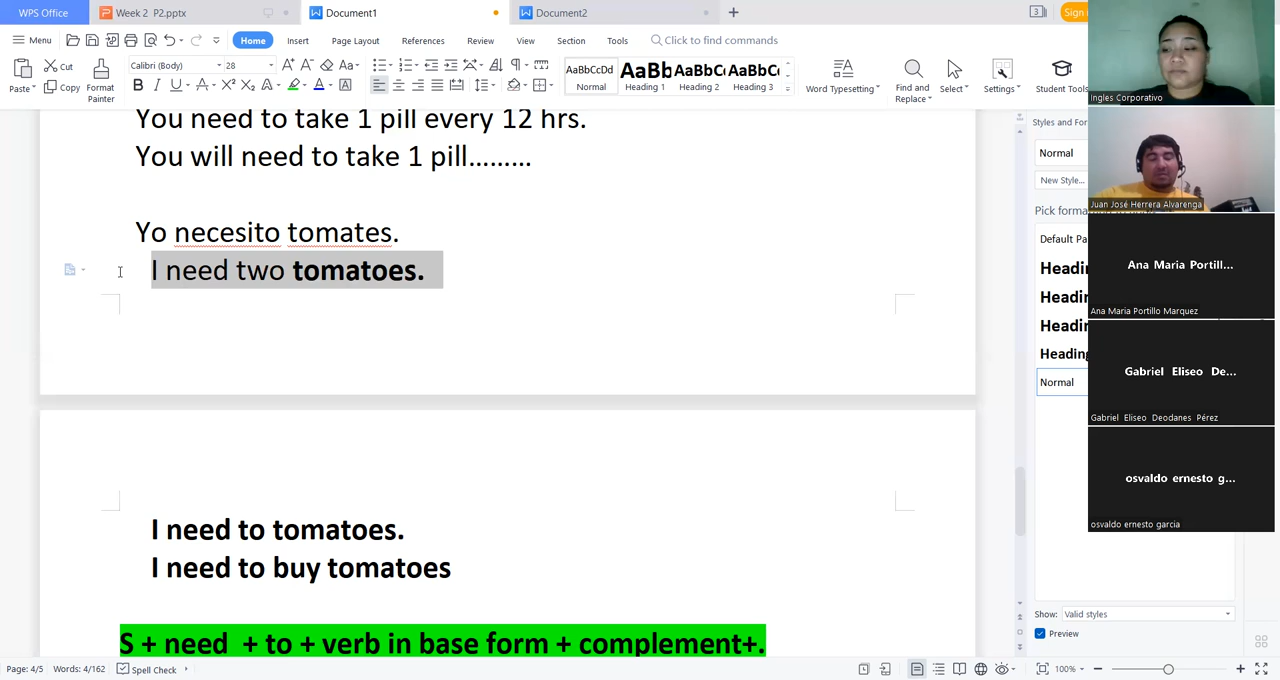 WPS Office
Week 2 P2.pptx
Document1
Document2
3
Sign i
Menu
Home
Insert
Page Layout
References
Review
View
Section
Tools
Click to find commands
Paste
Cut
Copy
Format Painter
Calibri (Body)
28
AaBbCcDd
Normal
AaBb
Heading 1
AaBbC
Heading 2
AaBbC
Heading 3
Word Typesetting
Find and Replace
Select
Settings
Student Tools
You need to take 1 pill every 12 hrs.
You will need to take 1 pill.........
Yo necesito tomates.
I need two tomatoes.
I need to tomatoes.
I need to buy tomatoes
S + need + to + verb in base form + complement+.
Styles and For
Normal
New Style...
Pick format
Default Pa
Headin
Headin
Headin
Heading
Normal
Show:
Valid styles
Preview
Ingles Corporativo
Juan José Herrera Alvarenga
Ana Maria Portill...
Ana Maria Portillo Marquez
Gabriel Eliseo De...
Gabriel Eliseo Deodanes Pérez
osvaldo ernesto g...
osvaldo ernesto garcia
Page: 4/5
Words: 4/162
Spell Check
100%